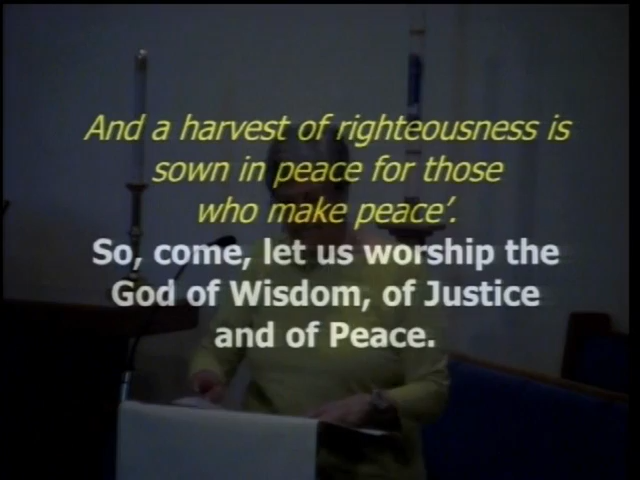 And a harvest of righteousness is
sown in peace for those
who make peace’.
So, come, let us worship the
God of Wisdom, of Justice
and of Peace.